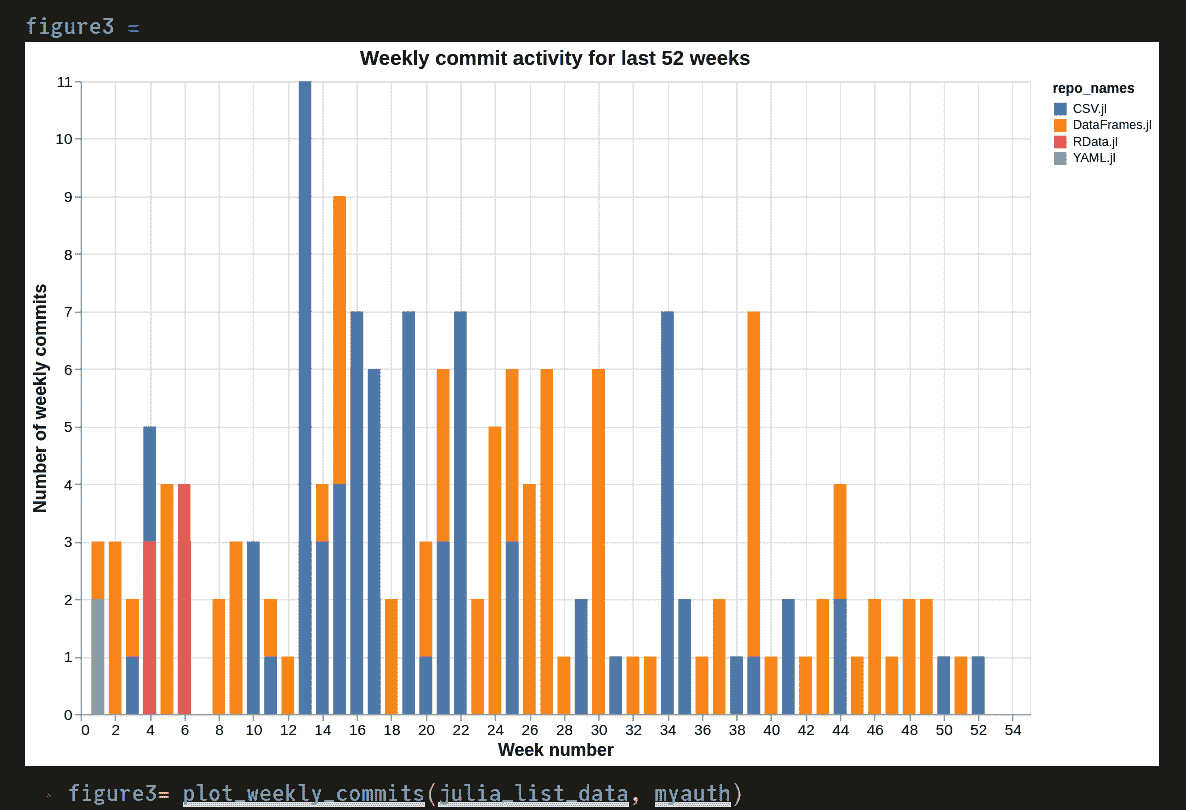 figure3 =
Weekly commit activity for last 52 weeks
repo_names
CSV.jl
DataFrames.jl
RData.jl
YAML.jl
Number of weekly commits
11
10
9
8
7
6
5
4
3
2
1
0
0 2 4 6 8 10 12 14 16 18 20 22 24 26 28 30 32 34 36 38 40 42 44 46 48 50 52 54
Week number
figure3= plot_weekly_commits(julia_list_data, myauth)